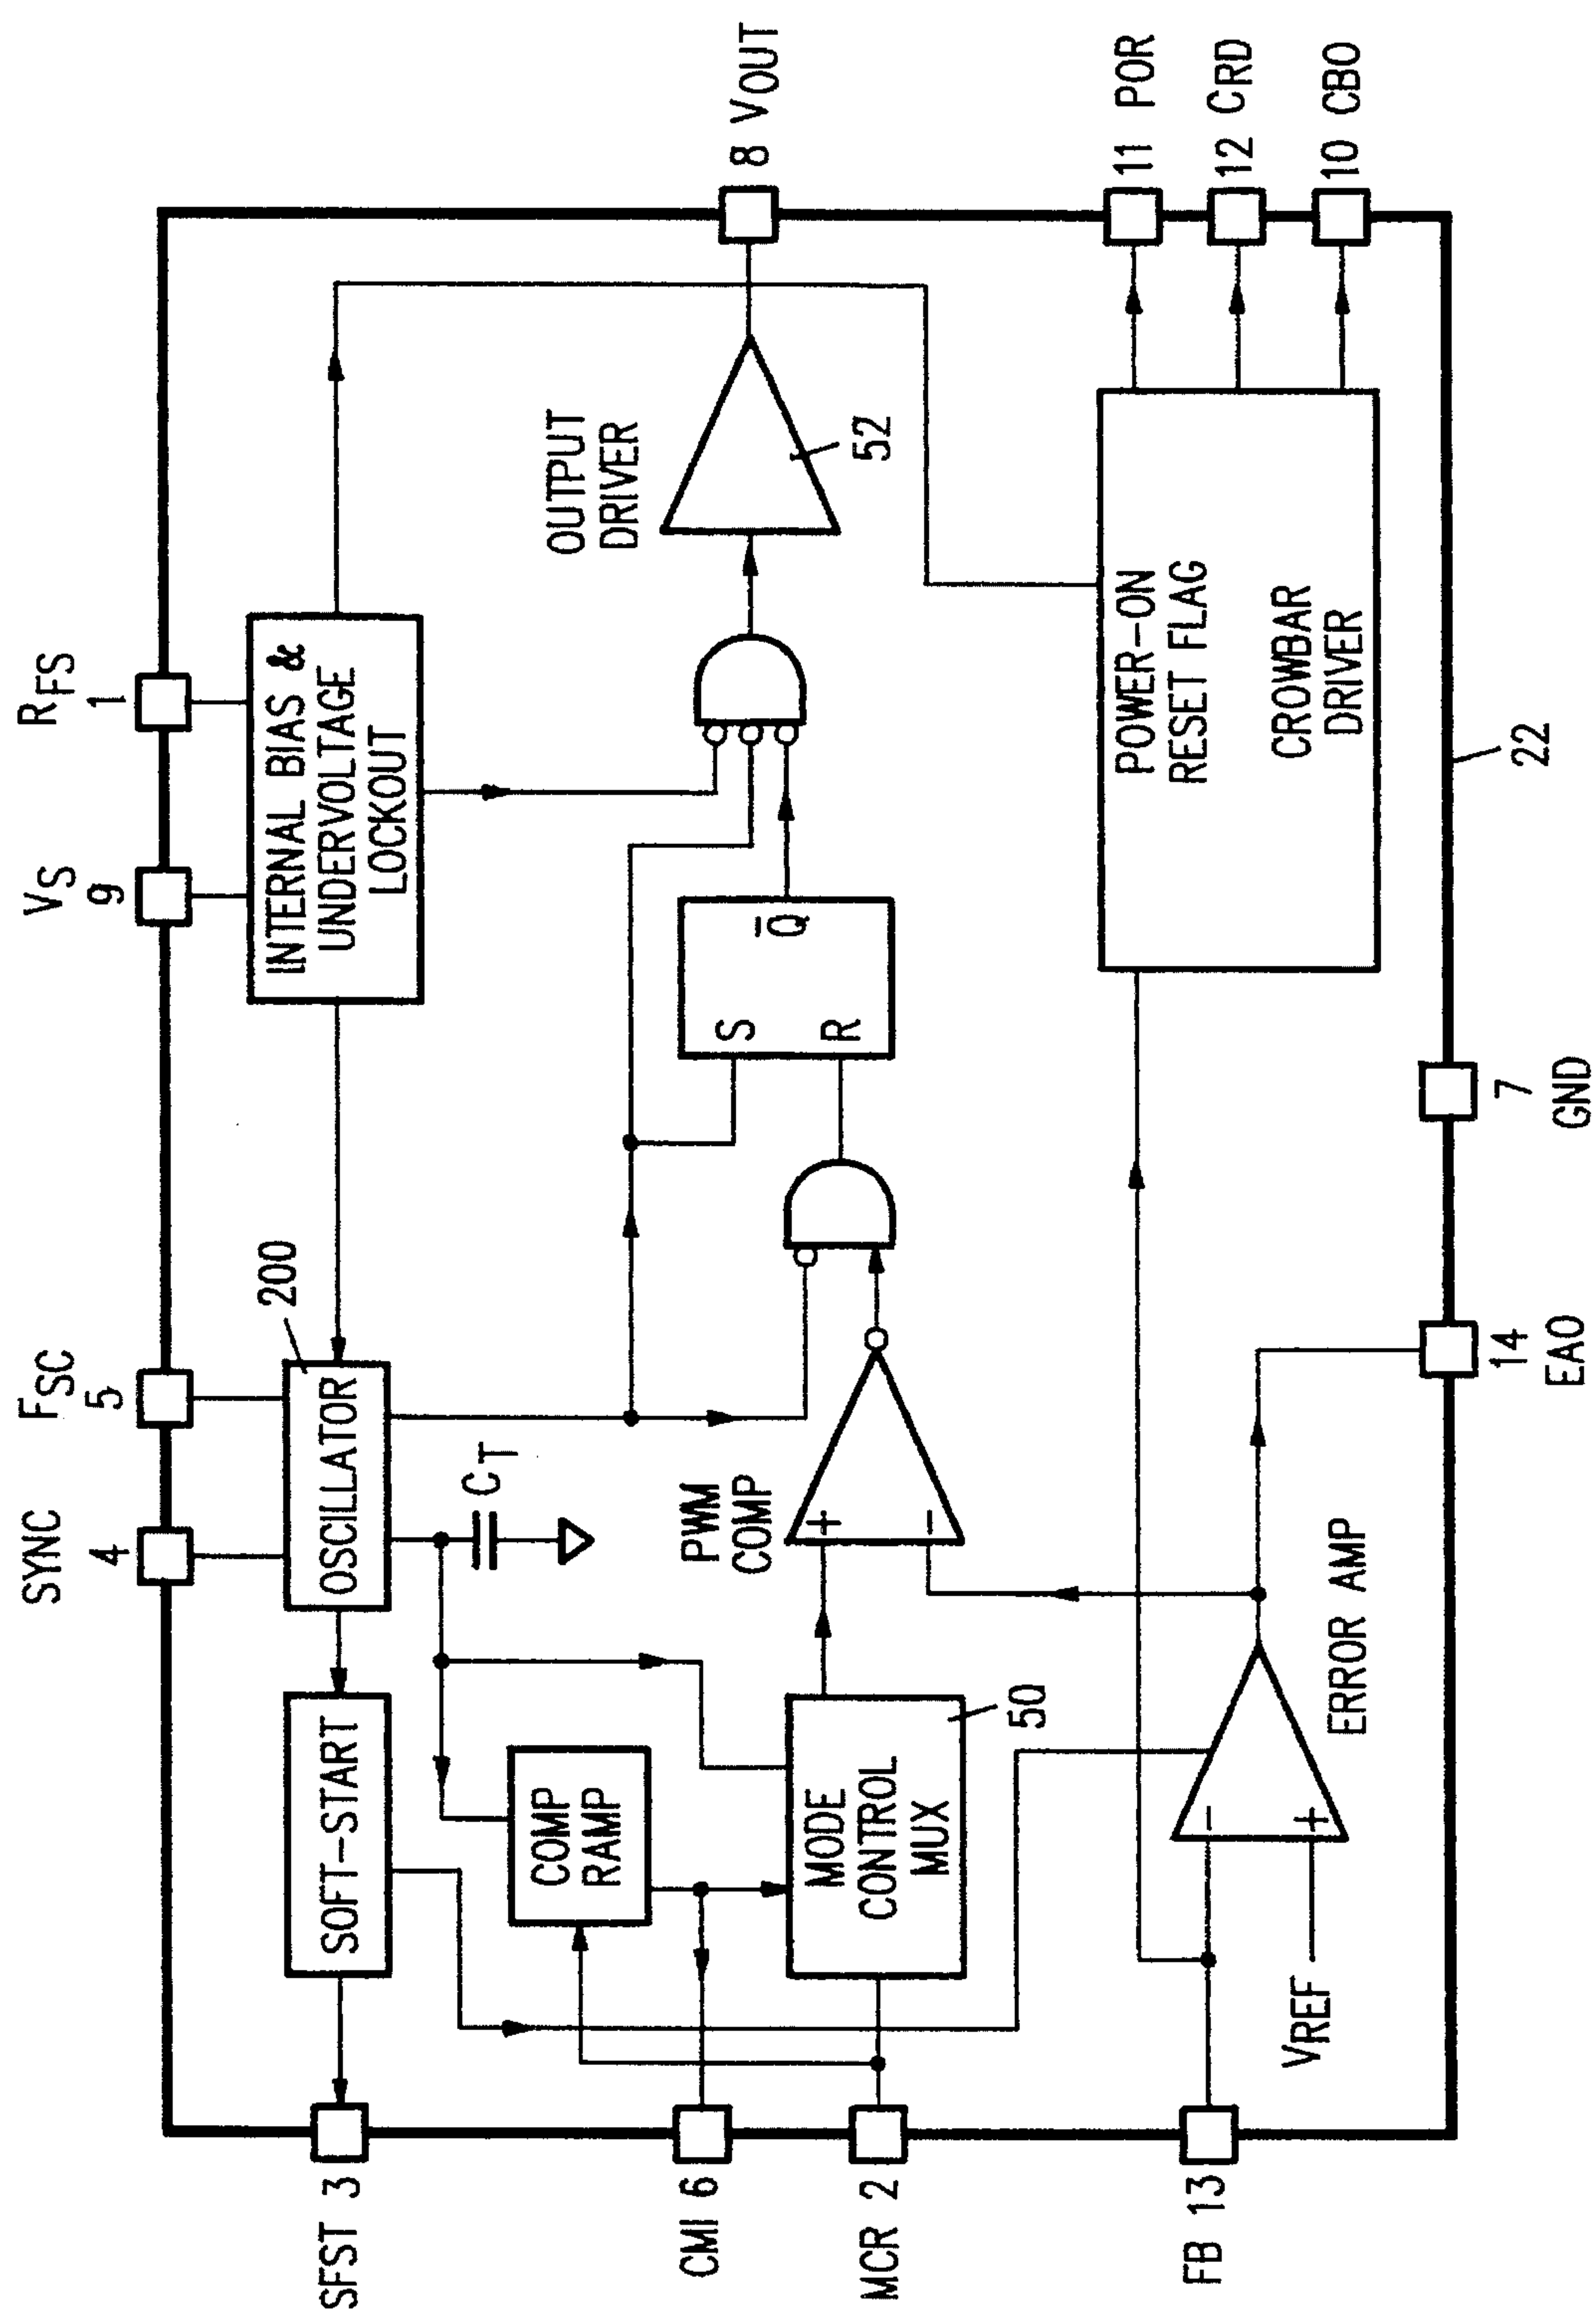 SYNC
4
FSC
5
VS
9
RFS
1
SFST 3
SOFT-START
OSCILLATOR
200
INTERNAL BIAS &
UNDERVOLTAGE
LOCKOUT
CT
COMP
RAMP
CMI 6
MCR 2
MODE
CONTROL
MUX
50
PWM
COMP
+
−
S
R
Q̅
OUTPUT
DRIVER
52
8 VOUT
FB 13
VREF
−
+
ERROR AMP
POWER-ON
RESET FLAG
CROWBAR
DRIVER
11 POR
12 CRD
10 CBO
14
EAO
7
GND
22